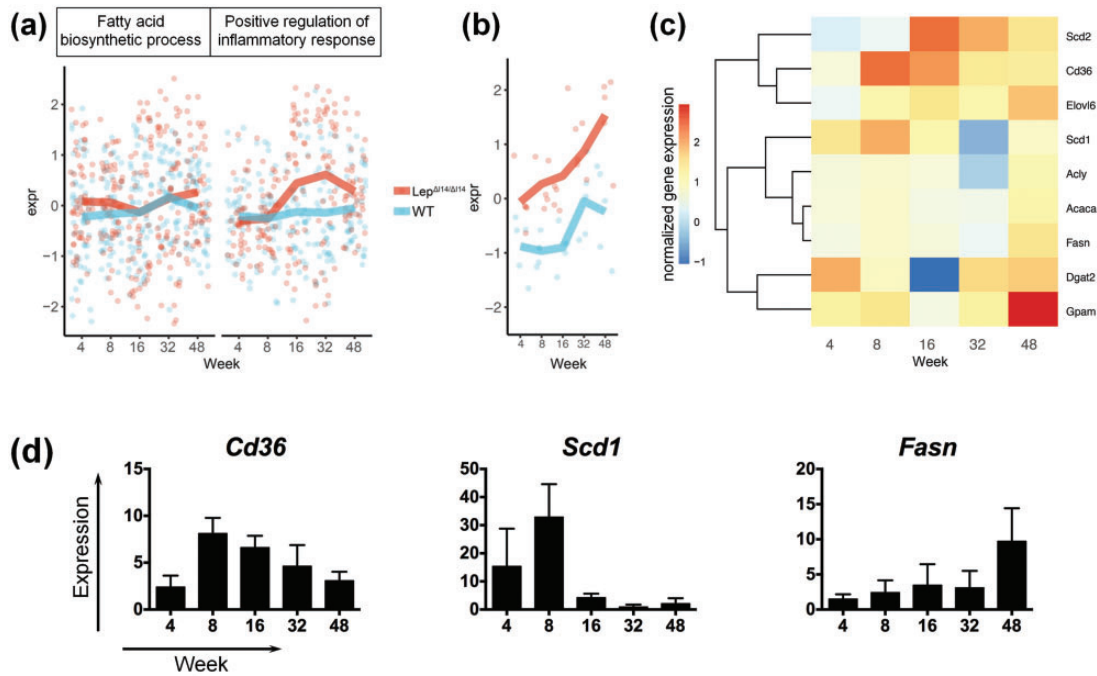 (a)
Fatty acid
biosynthetic process
Positive regulation of
inflammatory response
expr
2
1
0
−1
−2
4 8 16 32 48 4 8 16 32 48
Week
Lep^ΔI14/ΔI14
WT
(b)
expr
2
1
0
−1
−2
4 8 16 32 48
Week
(c)
normalized gene expression
2
1
0
−1
Scd2
Cd36
Elovl6
Scd1
Acly
Acaca
Fasn
Dgat2
Gpam
4 8 16 32 48
Week
(d)
Expression
Week
Cd36
15
10
5
0
4 8 16 32 48
Scd1
50
40
30
20
10
0
4 8 16 32 48
Fasn
20
15
10
5
0
4 8 16 32 48